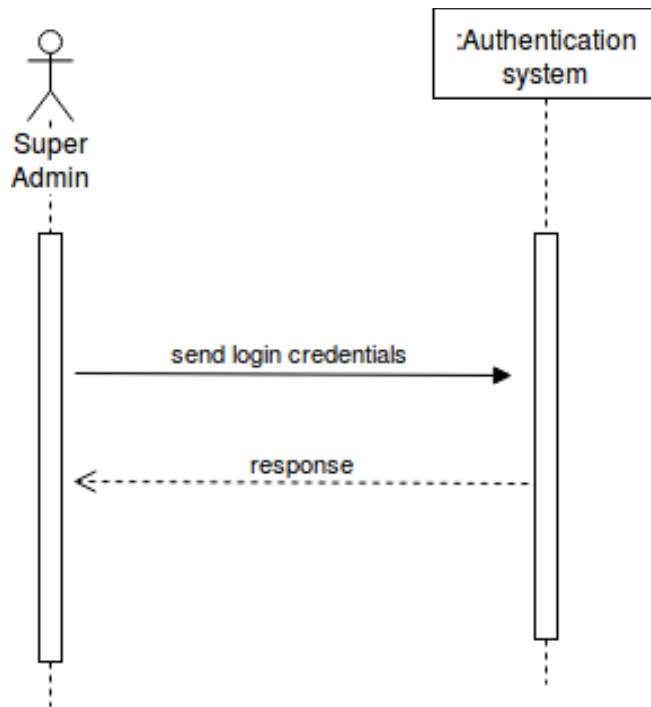 :Authentication
system
Super
Admin
send login credentials
response